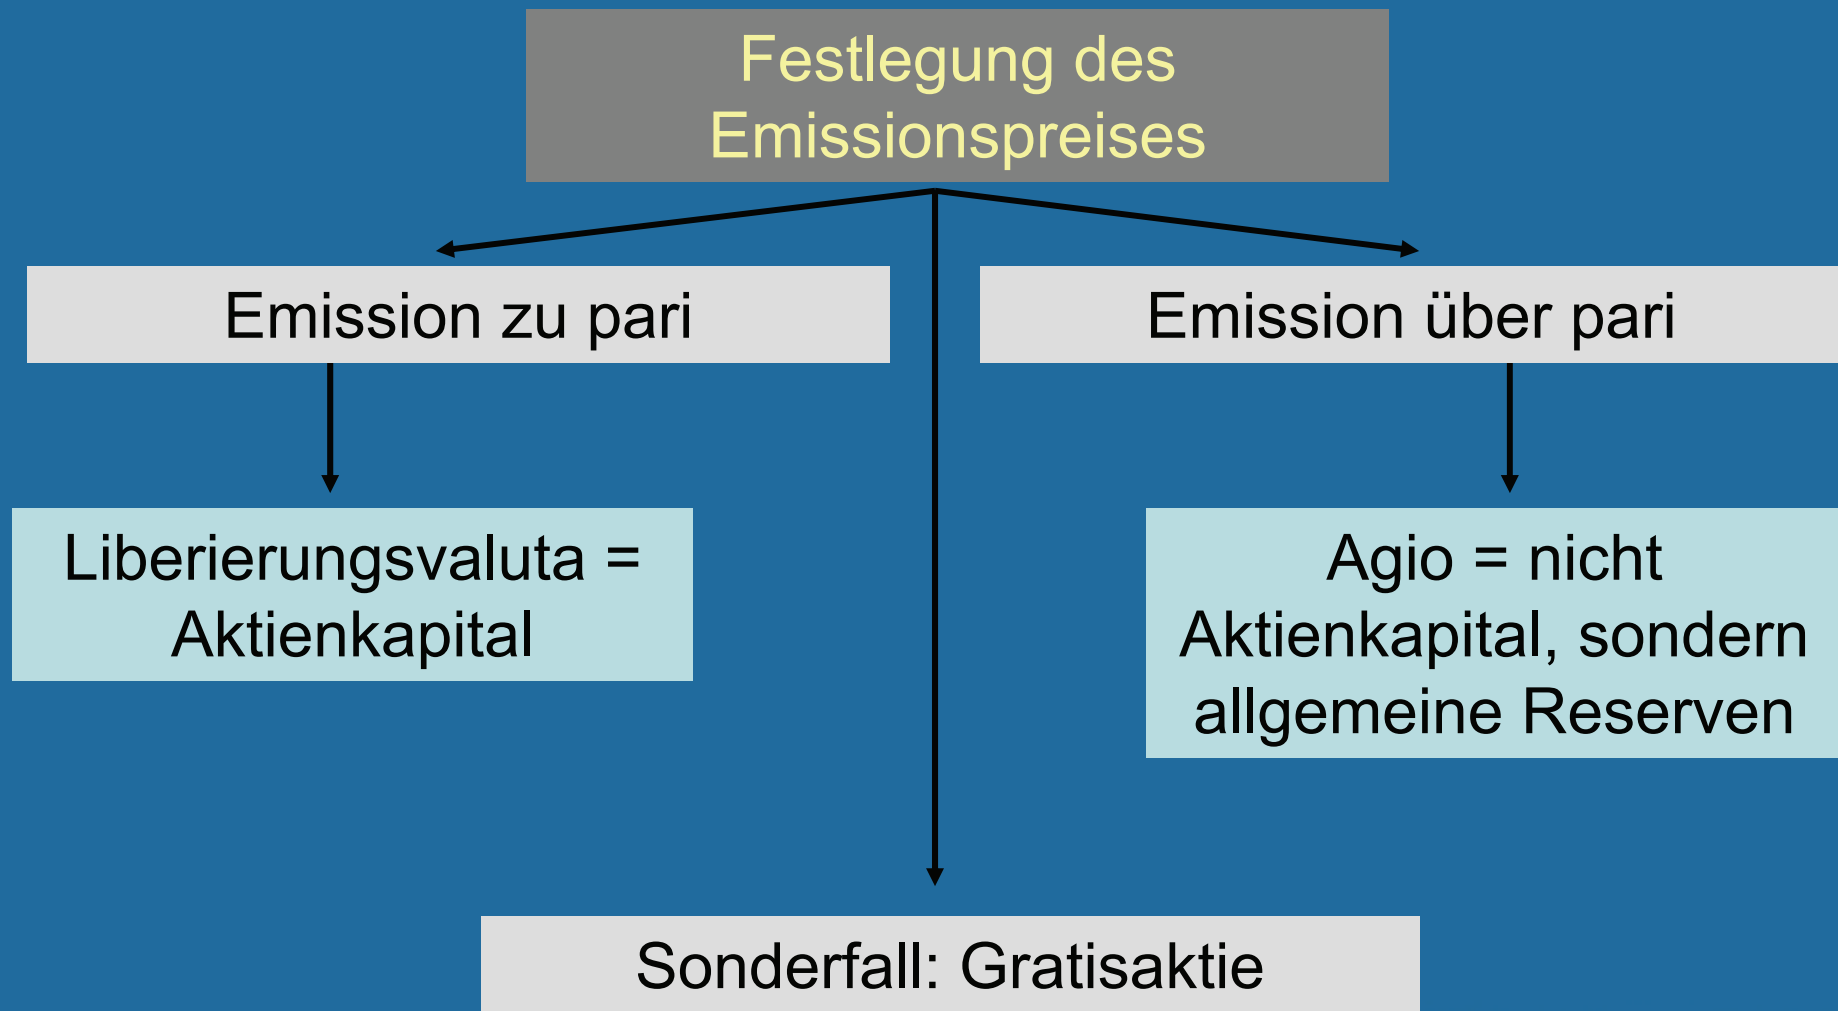 Festlegung des
Emissionspreises
Emission zu pari
Emission über pari
Liberierungsvaluta =
Aktienkapital
Agio = nicht
Aktienkapital, sondern
allgemeine Reserven
Sonderfall: Gratisaktie